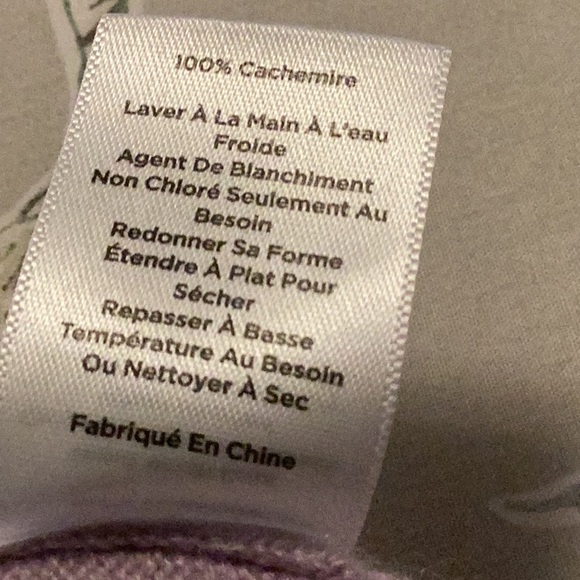 100% Cachemire
Laver À La Main À L'eau
Froide
Agent De Blanchiment
Non Chloré Seulement Au
Besoin
Redonner Sa Forme
Étendre À Plat Pour
Sécher
Repasser À Basse
Température Au Besoin
Ou Nettoyer À Sec
Fabriqué En Chine